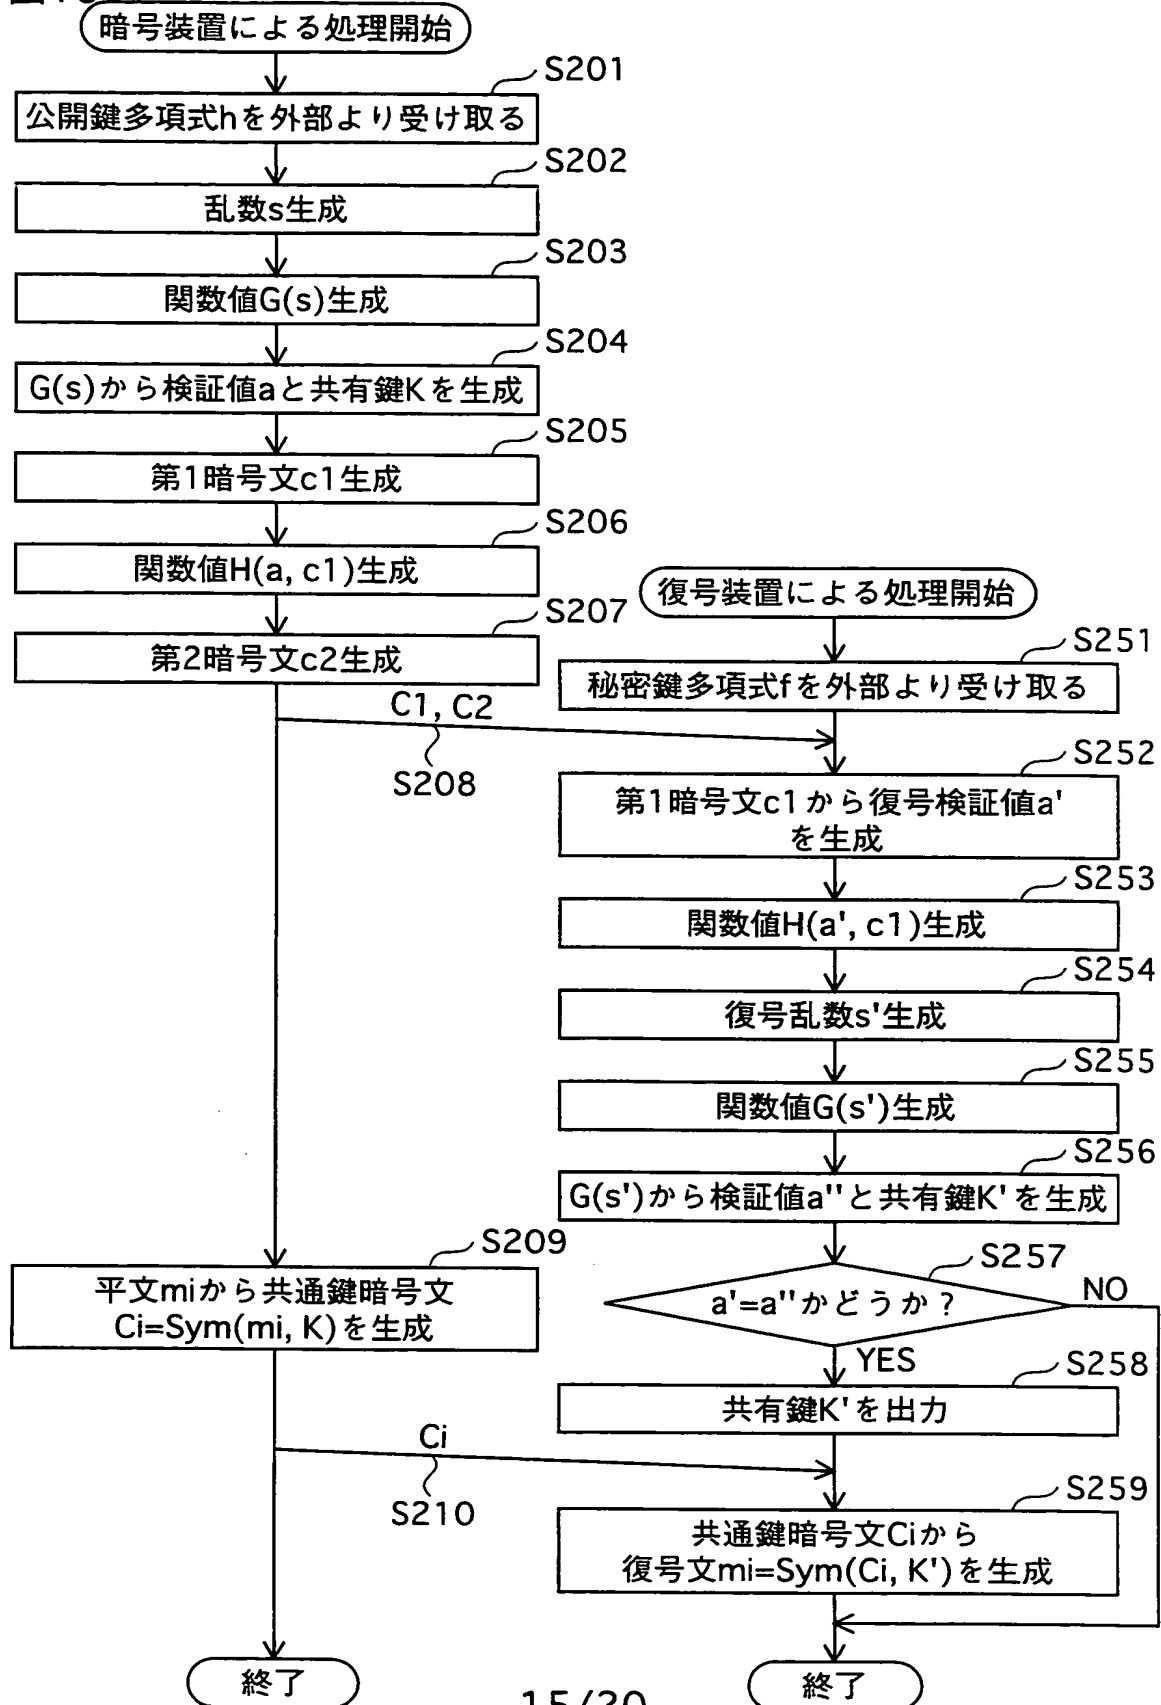 暗号装置による処理開始
S201
公開鍵多項式hを外部より受け取る
S202
乱数s生成
S203
関数値G(s)生成
S204
G(s)から検証値aと共有鍵Kを生成
S205
第1暗号文c1生成
S206
関数値H(a, c1)生成
S207
第2暗号文c2生成
復号装置による処理開始
S251
秘密鍵多項式fを外部より受け取る
C1, C2
S208
S252
第1暗号文c1から復号検証値a'
を生成
S253
関数値H(a', c1)生成
S254
復号乱数s'生成
S255
関数値G(s')生成
S256
G(s')から検証値a''と共有鍵K'を生成
S209
平文miから共通鍵暗号文
Ci=Sym(mi, K)を生成
S257
a'=a''かどうか？
NO
YES
S258
共有鍵K'を出力
Ci
S210
S259
共通鍵暗号文Ciから
復号文mi=Sym(Ci, K')を生成
終了
終了